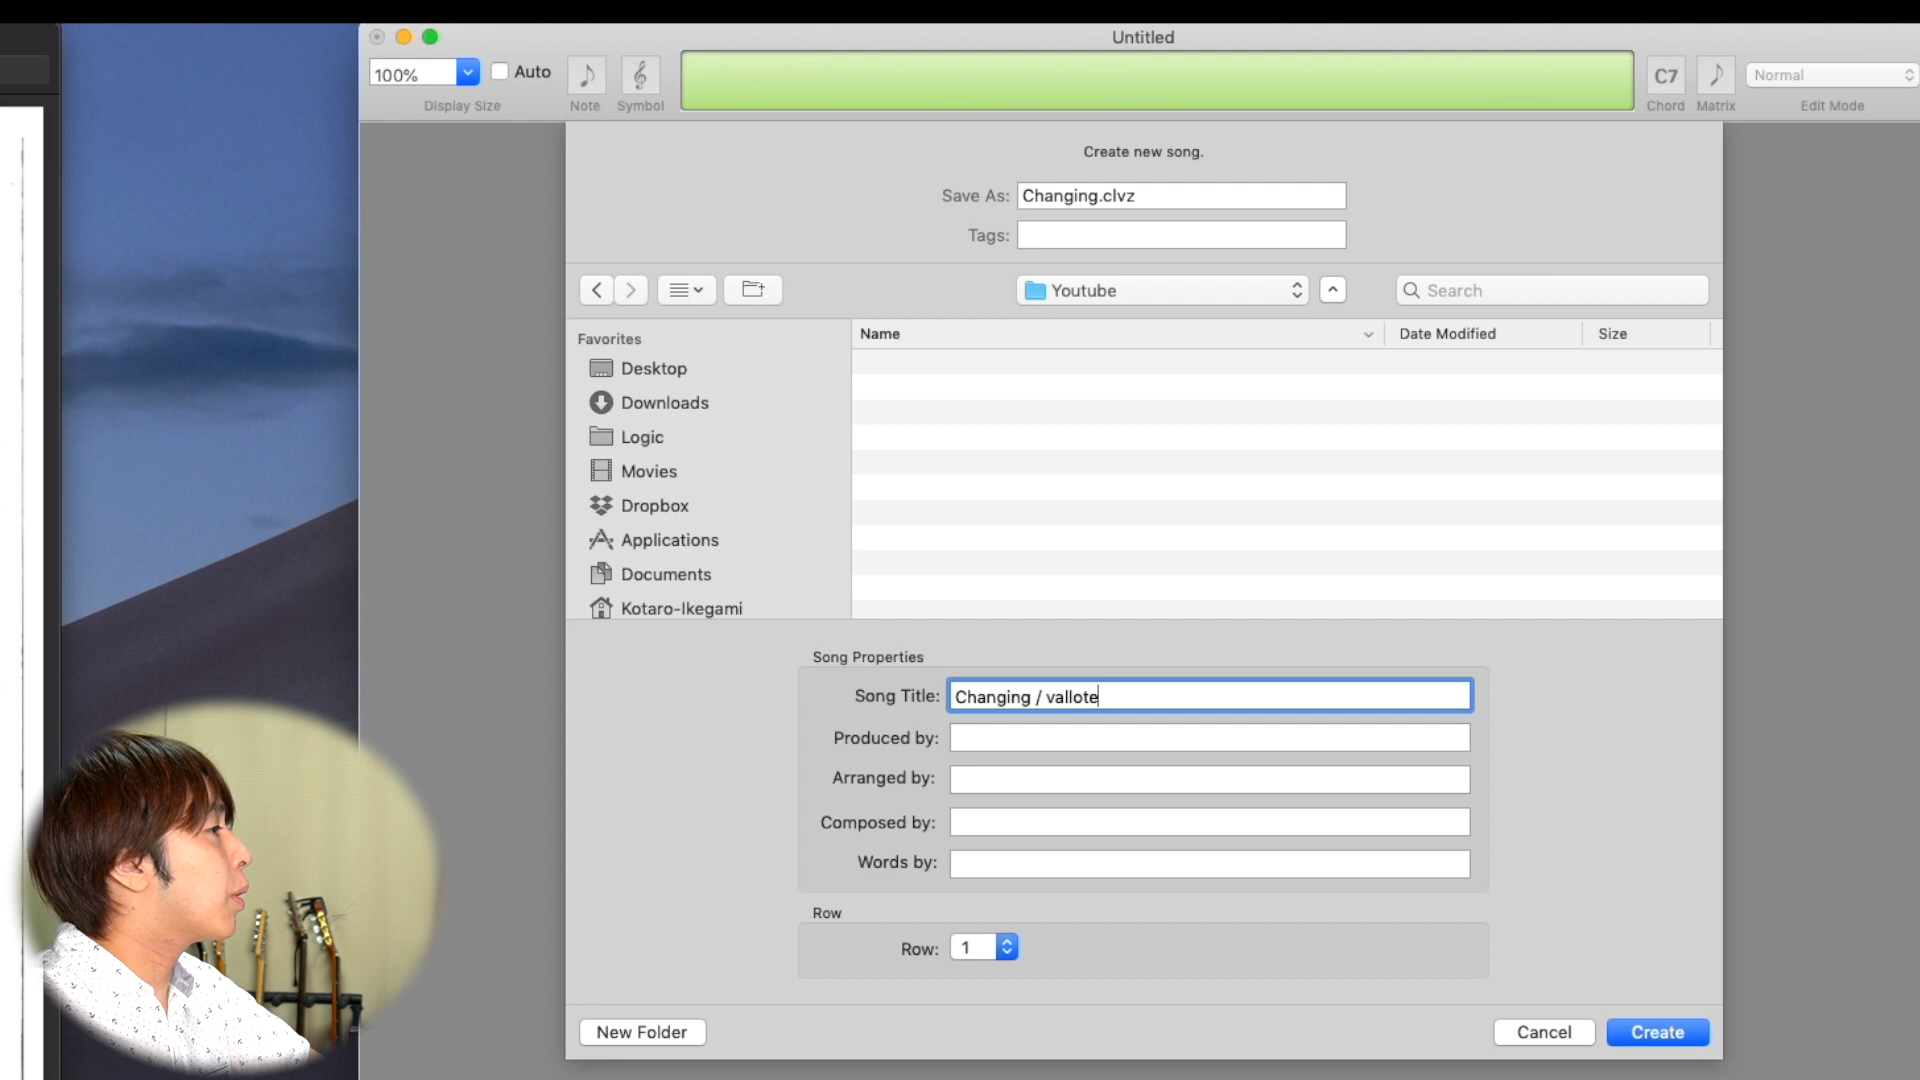 Untitled
100%
Auto
C7
Normal
Display Size
Note
Symbol
Chord
Matrix
Edit Mode
Create new song.
Save As: Changing.clvz
Tags:
Youtube
Search
Favorites
Name
Date Modified
Size
Desktop
Downloads
Logic
Movies
Dropbox
Applications
Documents
Kotaro-Ikegami
Song Properties
Song Title: Changing / vallote
Produced by:
Arranged by:
Composed by:
Words by:
Row
Row: 1
New Folder
Cancel
Create